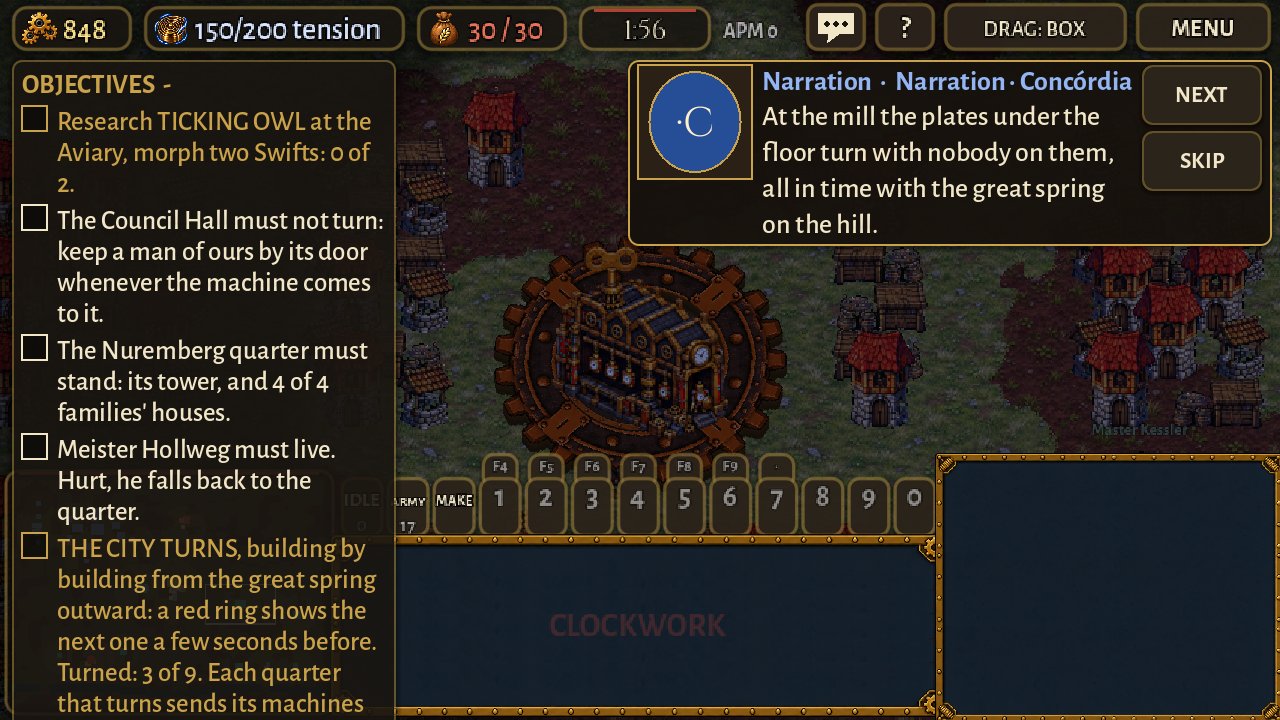 848
150/200 tension
30/30
1:56
APM 0
?
DRAG: BOX
MENU
OBJECTIVES -
Research TICKING OWL at the
Aviary, morph two Swifts: 0 of
2.
The Council Hall must not turn:
keep a man of ours by its door
whenever the machine comes
to it.
The Nuremberg quarter must
stand: its tower, and 4 of 4
families' houses.
Meister Hollweg must live.
Hurt, he falls back to the
quarter.
THE CITY TURNS, building by
building from the great spring
outward: a red ring shows the
next one a few seconds before.
Turned: 3 of 9. Each quarter
that turns sends its machines
·C
Narration · Narration · Concórdia
At the mill the plates under the
floor turn with nobody on them,
all in time with the great spring
on the hill.
NEXT
SKIP
Master Kessler
F4 F5 F6 F7 F8 F9 .
IDLE ARMY MAKE 1 2 3 4 5 6 7 8 9 0
0 17
CLOCKWORK